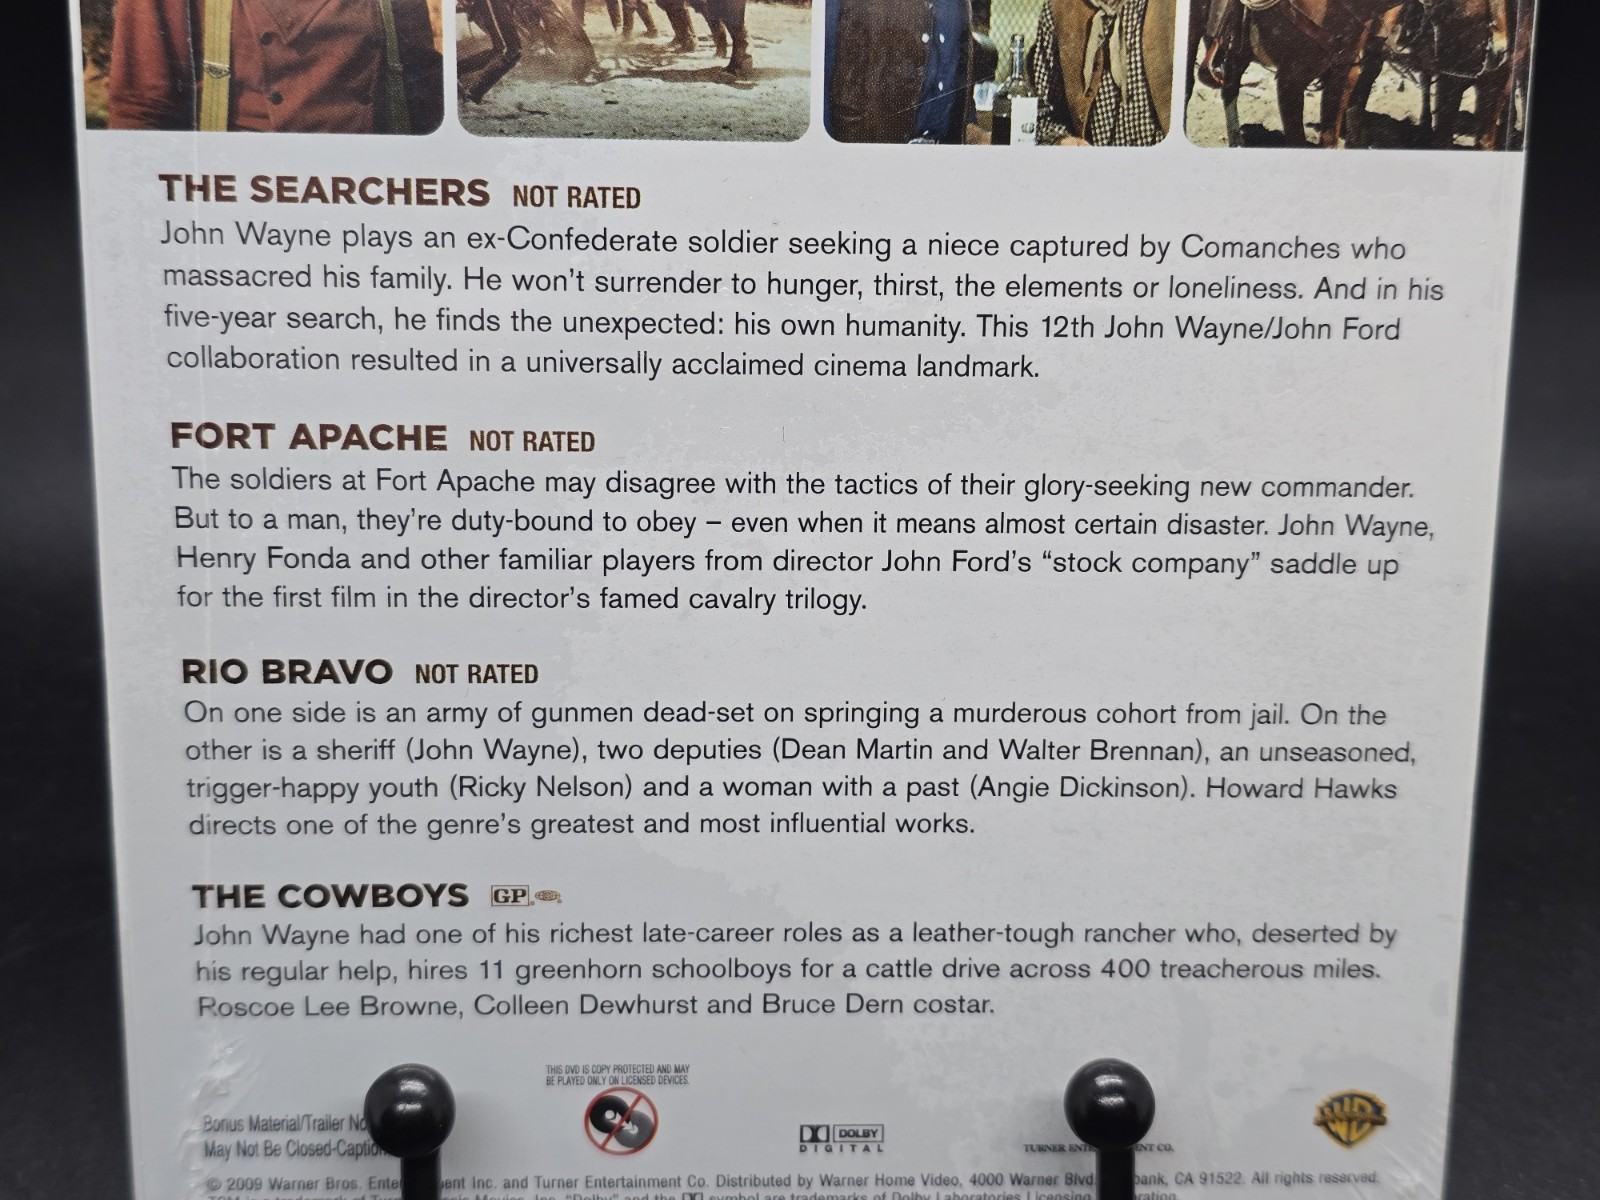 THE SEARCHERS NOT RATED
John Wayne plays an ex-Confederate soldier seeking a niece captured by Comanches who
massacred his family. He won't surrender to hunger, thirst, the elements or loneliness. And in his
five-year search, he finds the unexpected: his own humanity. This 12th John Wayne/John Ford
collaboration resulted in a universally acclaimed cinema landmark.
FORT APACHE NOT RATED
The soldiers at Fort Apache may disagree with the tactics of their glory-seeking new commander.
But to a man, they're duty-bound to obey – even when it means almost certain disaster. John Wayne,
Henry Fonda and other familiar players from director John Ford's “stock company” saddle up
for the first film in the director's famed cavalry trilogy.
RIO BRAVO NOT RATED
On one side is an army of gunmen dead-set on springing a murderous cohort from jail. On the
other is a sheriff (John Wayne), two deputies (Dean Martin and Walter Brennan), an unseasoned,
trigger-happy youth (Ricky Nelson) and a woman with a past (Angie Dickinson). Howard Hawks
directs one of the genre's greatest and most influential works.
THE COWBOYS GP
John Wayne had one of his richest late-career roles as a leather-tough rancher who, deserted by
his regular help, hires 11 greenhorn schoolboys for a cattle drive across 400 treacherous miles.
Roscoe Lee Browne, Colleen Dewhurst and Bruce Dern costar.
THIS DVD IS COPY PROTECTED AND MAY
BE PLAYED ONLY ON LICENSED DEVICES.
Bonus Material/Trailer
May Not Be
DOLBY
DIGITAL
TURNER CO.
WB
© 2009 Warner Bros. Inc. and Turner Entertainment Co. Distributed by Warner Home Video, 4000 Warner Blvd. CA 91522. All rights reserved.
"Dolby" and the symbol are trademarks of Dolby Laboratories Licensing